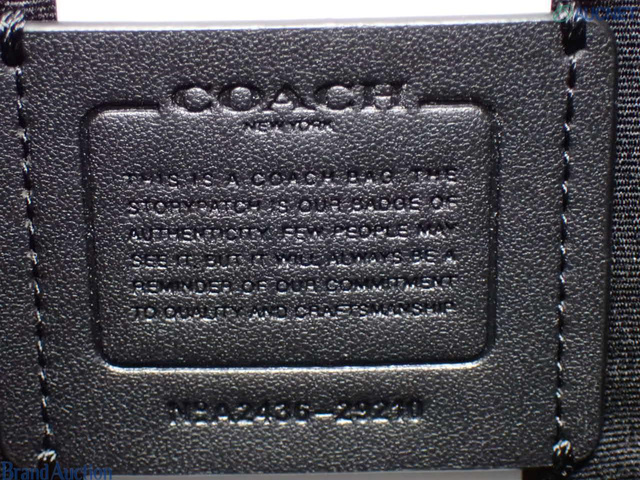 COACH
NEW YORK
THIS IS A COACH BAG. THE
STORYPATCH IS OUR BADGE OF
AUTHENTICITY. FEW PEOPLE MAY
SEE IT, BUT IT WILL ALWAYS BE A
REMINDER OF OUR COMMITMENT
TO QUALITY AND CRAFTSMANSHIP.
Brand Auction